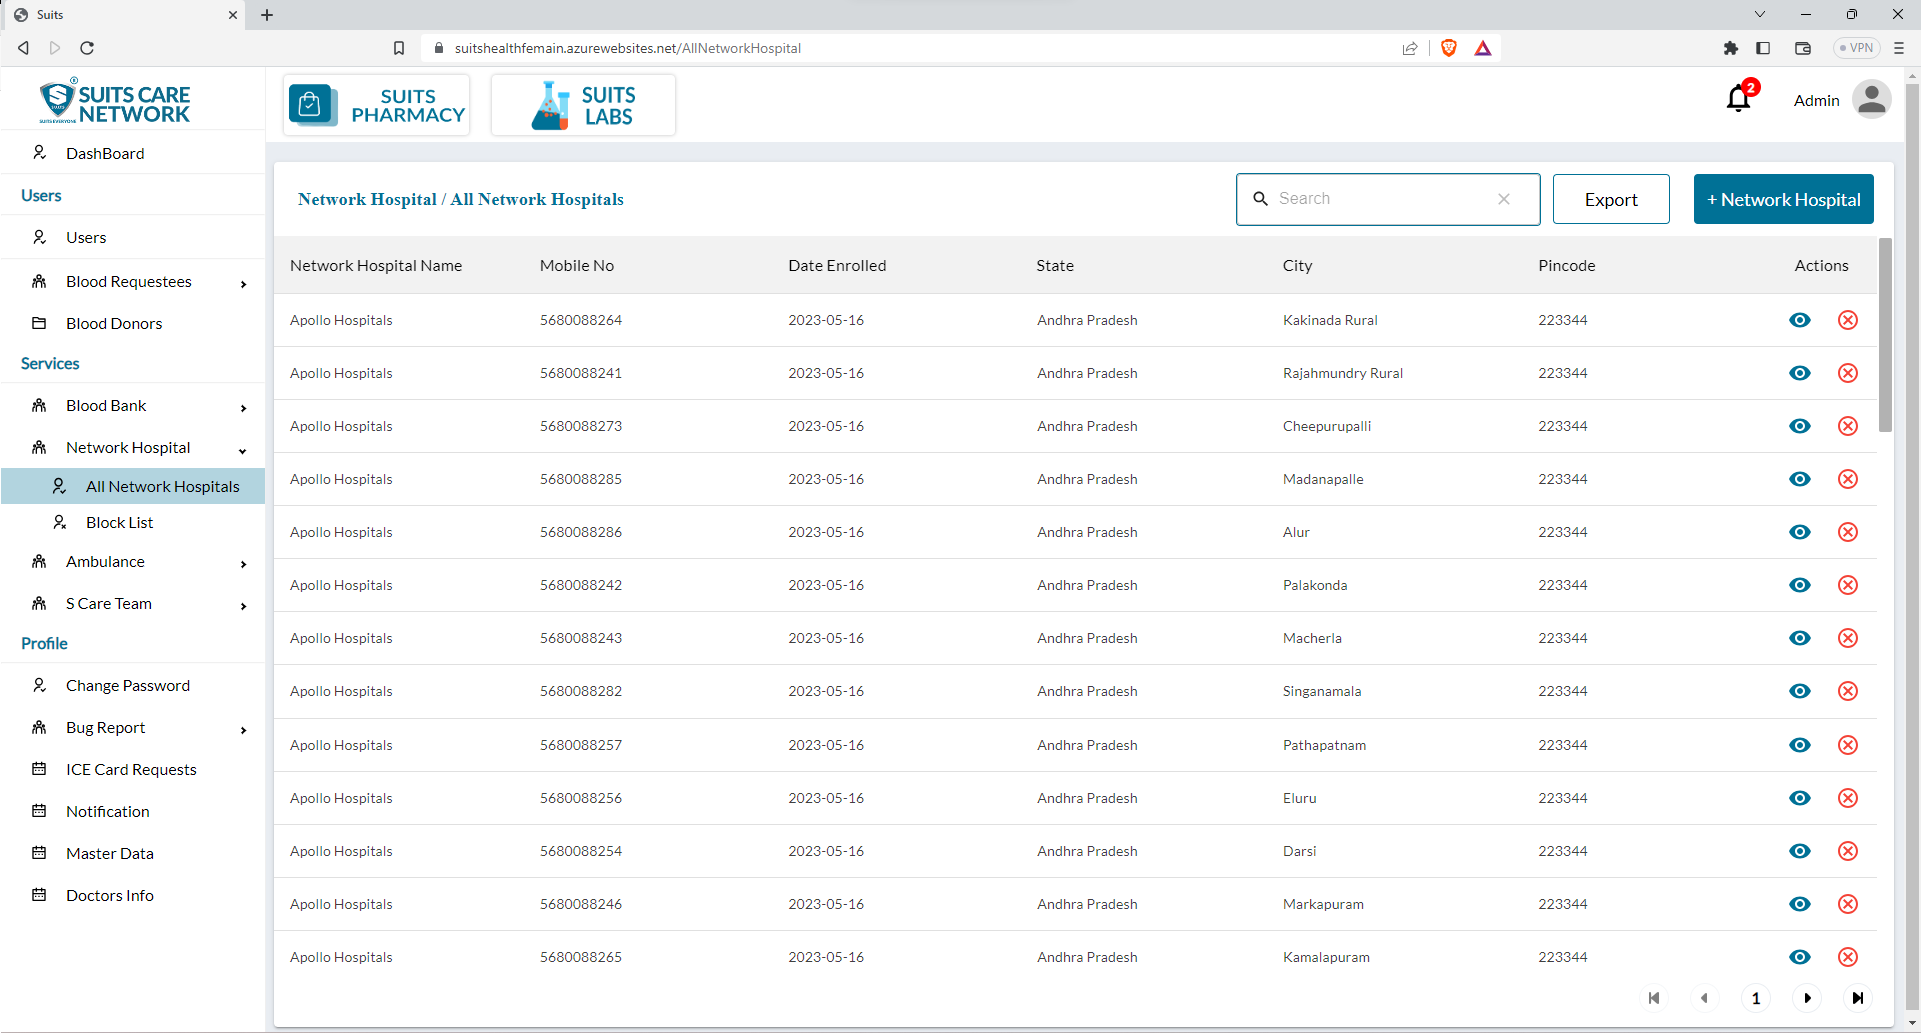 Suits
suitshealthfemain.azurewebsites.net/AllNetworkHospital
VPN
SUITS CARE
NETWORK
SUITS
PHARMACY
SUITS
LABS
2
Admin
DashBoard
Users
Users
Blood Requestees
Blood Donors
Services
Blood Bank
Network Hospital
All Network Hospitals
Block List
Ambulance
S Care Team
Profile
Change Password
Bug Report
ICE Card Requests
Notification
Master Data
Doctors Info
Network Hospital / All Network Hospitals
Search
Export
+ Network Hospital
Network Hospital Name Mobile No Date Enrolled State City Pincode Actions
Apollo Hospitals 5680088264 2023-05-16 Andhra Pradesh Kakinada Rural 223344
Apollo Hospitals 5680088241 2023-05-16 Andhra Pradesh Rajahmundry Rural 223344
Apollo Hospitals 5680088273 2023-05-16 Andhra Pradesh Cheepurupalli 223344
Apollo Hospitals 5680088285 2023-05-16 Andhra Pradesh Madanapalle 223344
Apollo Hospitals 5680088286 2023-05-16 Andhra Pradesh Alur 223344
Apollo Hospitals 5680088242 2023-05-16 Andhra Pradesh Palakonda 223344
Apollo Hospitals 5680088243 2023-05-16 Andhra Pradesh Macherla 223344
Apollo Hospitals 5680088282 2023-05-16 Andhra Pradesh Singanamala 223344
Apollo Hospitals 5680088257 2023-05-16 Andhra Pradesh Pathapatnam 223344
Apollo Hospitals 5680088256 2023-05-16 Andhra Pradesh Eluru 223344
Apollo Hospitals 5680088254 2023-05-16 Andhra Pradesh Darsi 223344
Apollo Hospitals 5680088246 2023-05-16 Andhra Pradesh Markapuram 223344
Apollo Hospitals 5680088265 2023-05-16 Andhra Pradesh Kamalapuram 223344
1